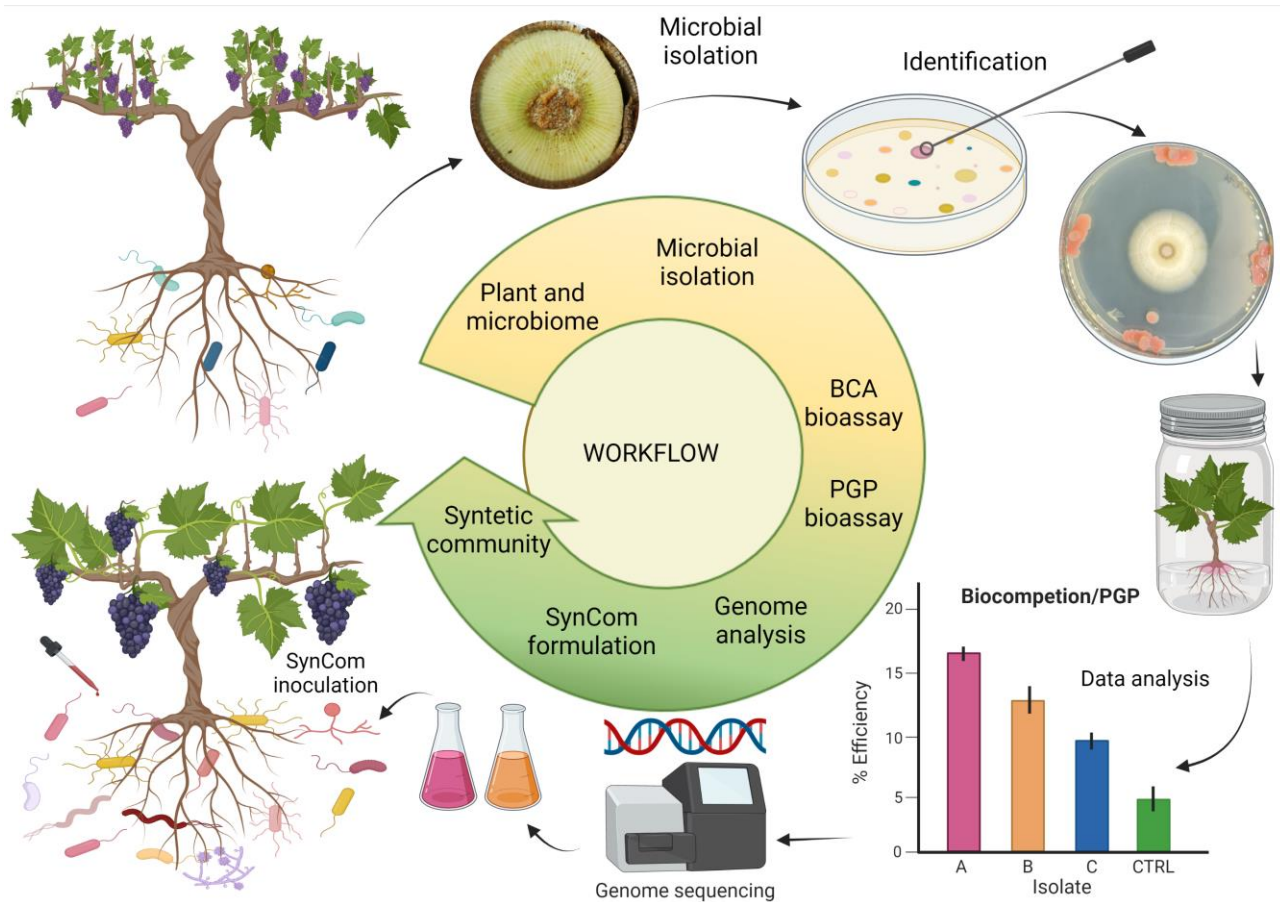 Microbial
isolation
Identification
Microbial
isolation
Plant and
microbiome
BCA
bioassay
WORKFLOW
PGP
bioassay
Syntetic
community
SynCom
formulation
Genome
analysis
Biocompetion/PGP
20
15
10
5
0
% Efficiency
Data analysis
A
B
C
CTRL
Isolate
SynCom
inoculation
Genome sequencing